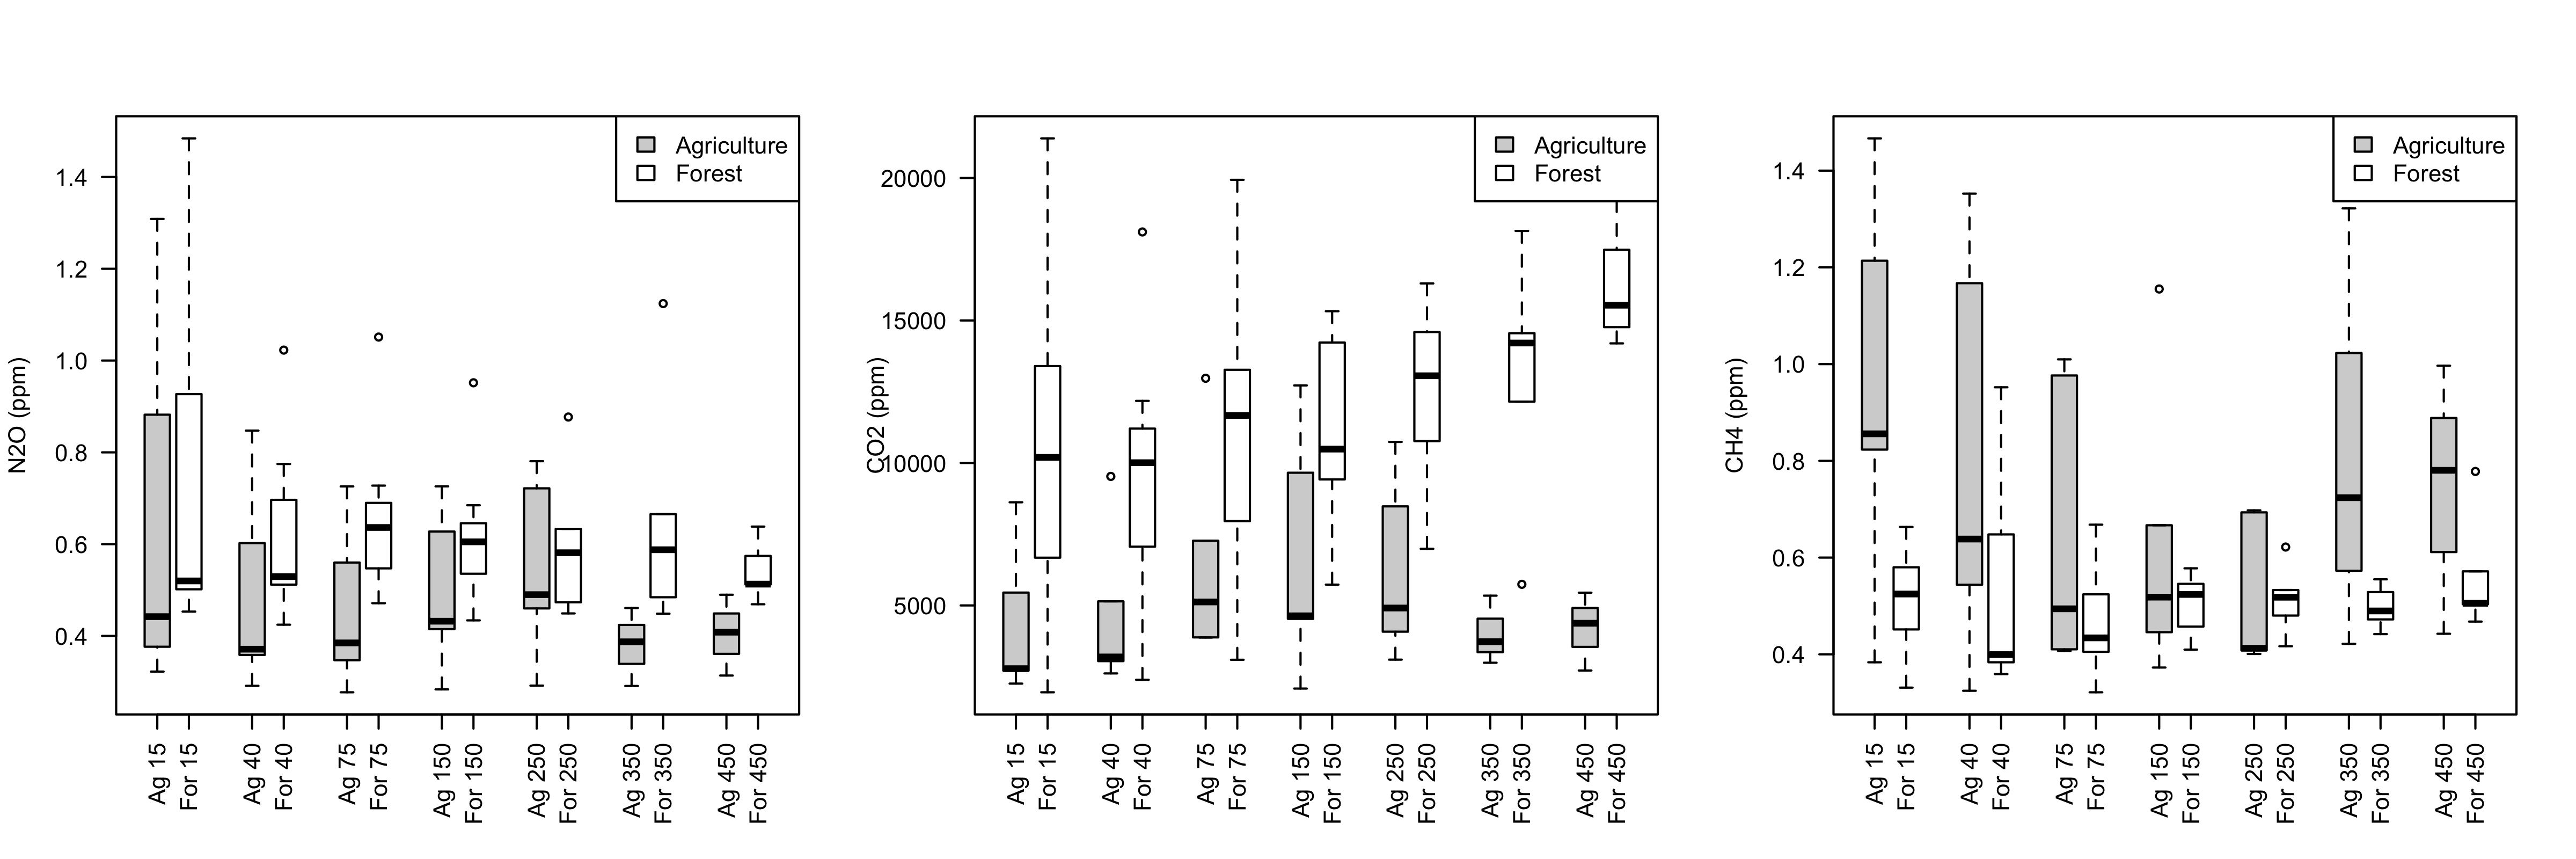 N2O (ppm)
1.4
1.2
1.0
0.8
0.6
0.4
Agriculture
Forest
Ag 15
For 15
Ag 40
For 40
Ag 75
For 75
Ag 150
For 150
Ag 250
For 250
Ag 350
For 350
Ag 450
For 450
CO2 (ppm)
20000
15000
10000
5000
Agriculture
Forest
Ag 15
For 15
Ag 40
For 40
Ag 75
For 75
Ag 150
For 150
Ag 250
For 250
Ag 350
For 350
Ag 450
For 450
CH4 (ppm)
1.4
1.2
1.0
0.8
0.6
0.4
Agriculture
Forest
Ag 15
For 15
Ag 40
For 40
Ag 75
For 75
Ag 150
For 150
Ag 250
For 250
Ag 350
For 350
Ag 450
For 450